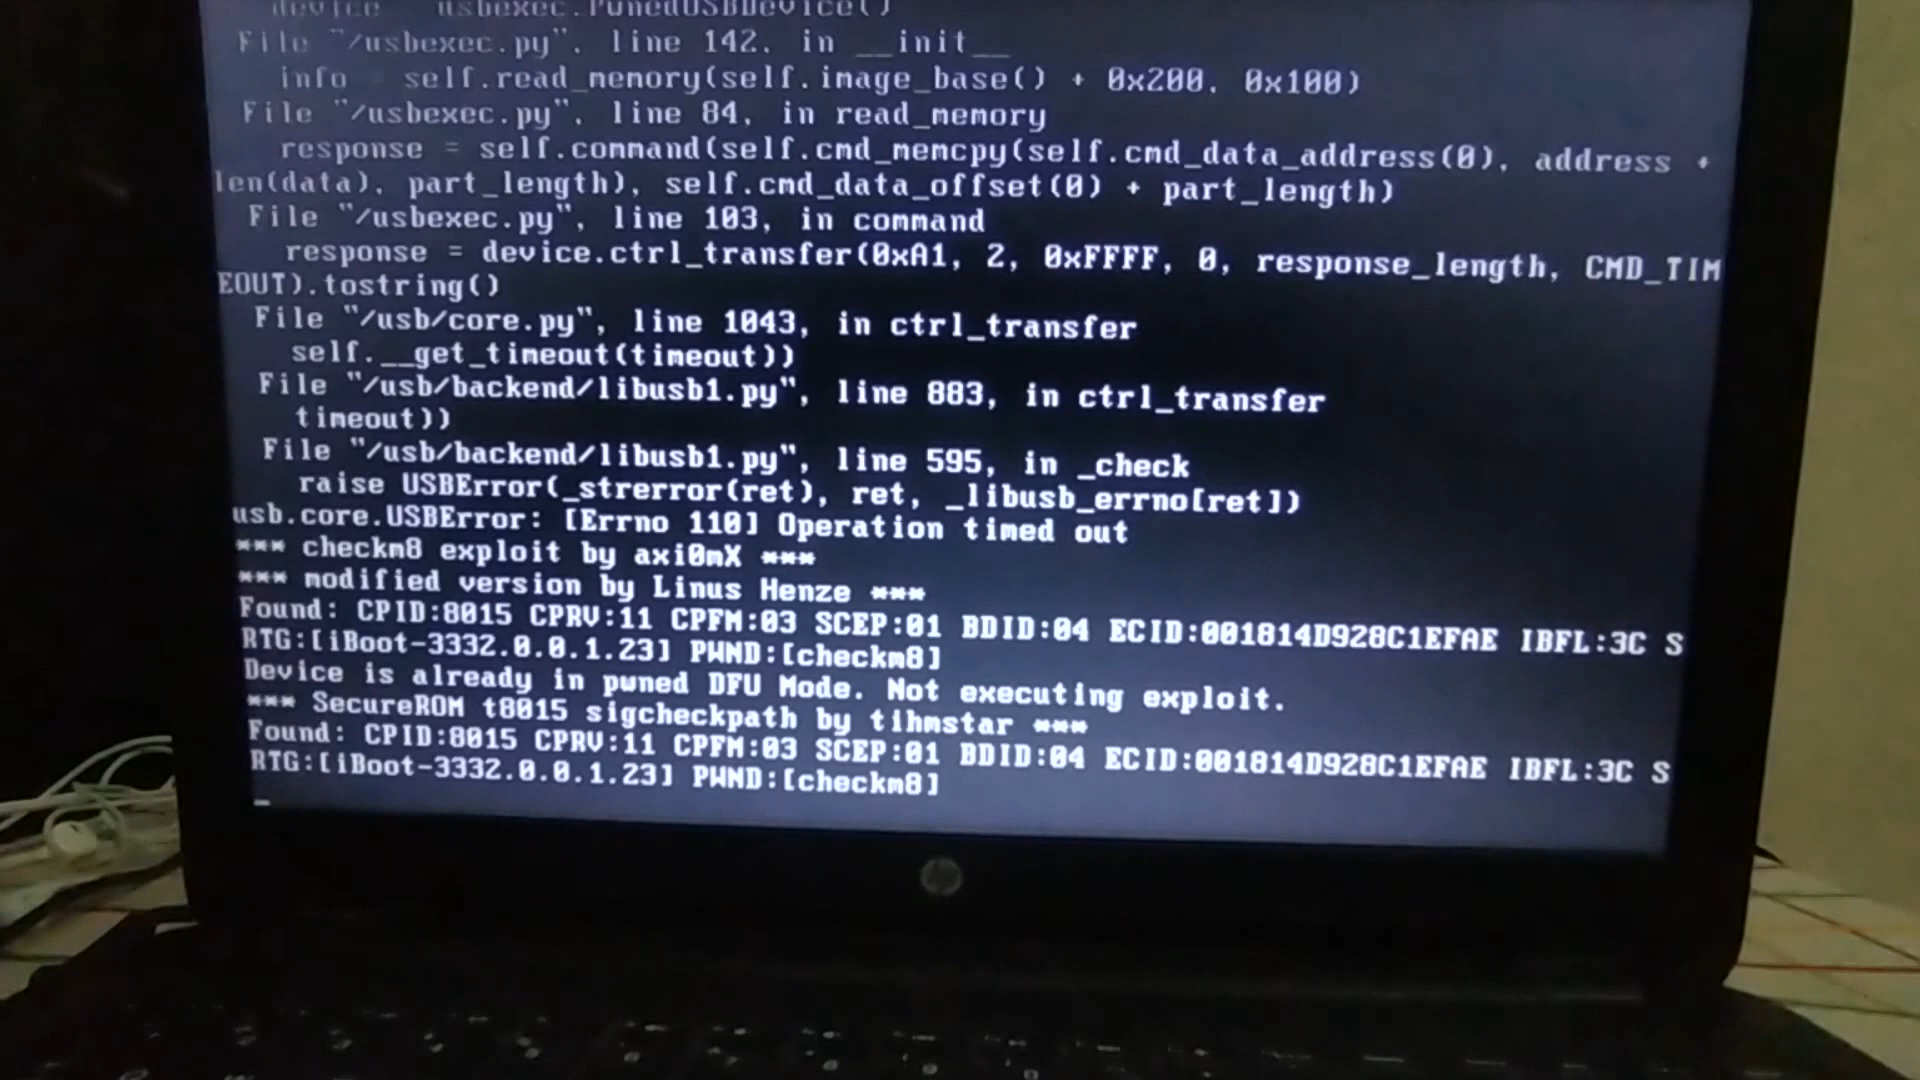 device = usbexec.PwnedUSBDevice()
File "/usbexec.py", line 142, in __init__
info = self.read_memory(self.image_base() + 0x200, 0x100)
File "/usbexec.py", line 84, in read_memory
response = self.command(self.cmd_memcpy(self.cmd_data_address(0), address +
len(data), part_length), self.cmd_data_offset(0) + part_length)
File "/usbexec.py", line 103, in command
response = device.ctrl_transfer(0xA1, 2, 0xFFFF, 0, response_length, CMD_TIM
EOUT).tostring()
File "/usb/core.py", line 1043, in ctrl_transfer
self.__get_timeout(timeout))
File "/usb/backend/libusb1.py", line 883, in ctrl_transfer
timeout))
File "/usb/backend/libusb1.py", line 595, in _check
raise USBError(_strerror(ret), ret, _libusb_errno[ret])
usb.core.USBError: [Errno 110] Operation timed out
*** checkm8 exploit by axi0mX ***
*** modified version by Linus Henze ***
Found: CPID:8015 CPRV:11 CPFM:03 SCEP:01 BDID:04 ECID:001814D928C1EFAE IBFL:3C S
RTG:[iBoot-3332.0.0.1.23] PWND:[checkm8]
Device is already in pwned DFU Mode. Not executing exploit.
*** SecureROM t8015 sigcheckpath by tihmstar ***
Found: CPID:8015 CPRV:11 CPFM:03 SCEP:01 BDID:04 ECID:001814D928C1EFAE IBFL:3C S
RTG:[iBoot-3332.0.0.1.23] PWND:[checkm8]
hp